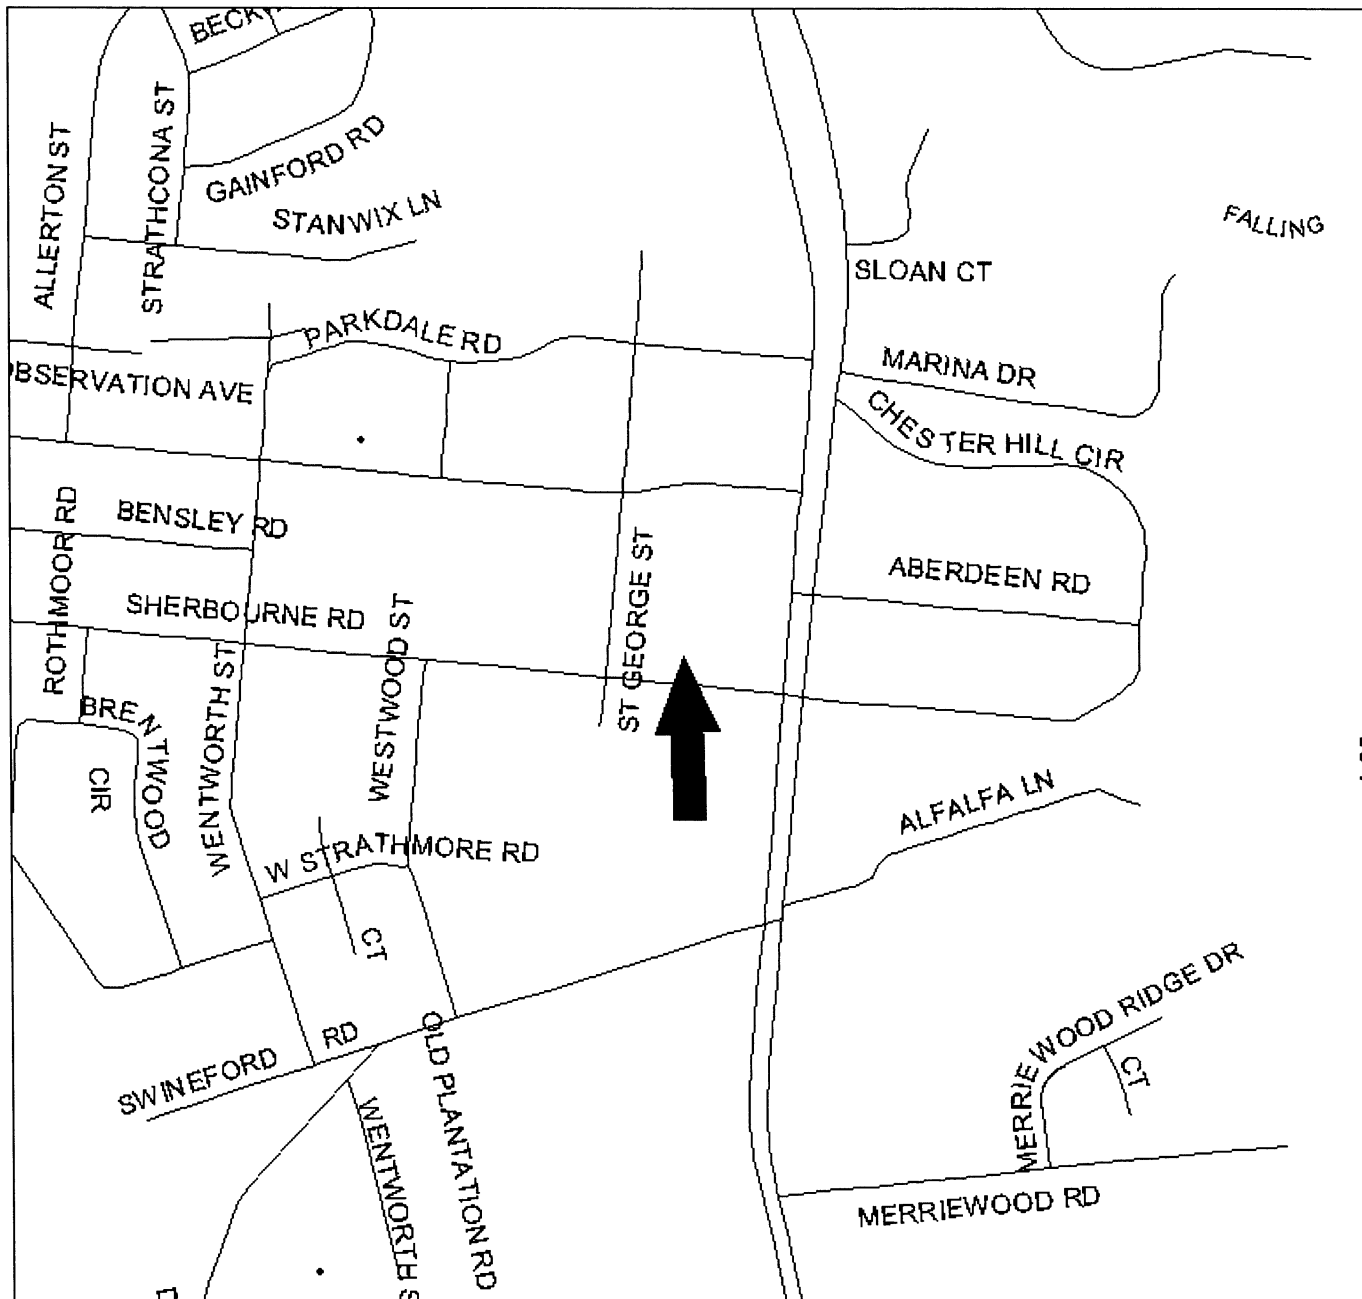 ALLERTON ST
STRATHCONA ST
GAINFORD RD
STANWIX LN
FALLING
SLOAN CT
PARKDALE RD
MARINA DR
OBSERVATION AVE
CHESTER HILL CIR
ROTHMOOR RD
BENSLEY RD
ABERDEEN RD
ST GEORGE ST
SHERBOURNE RD
WESTWOOD ST
WENTWORTH ST
BRENTWOOD
CIR
ALFALFA LN
W STRATHMORE RD
CT
SWINEFORD RD
OLD PLANTATION RD
MERRIE WOOD RIDGE DR
CT
WENTWORTH S
MERRIEWOOD RD